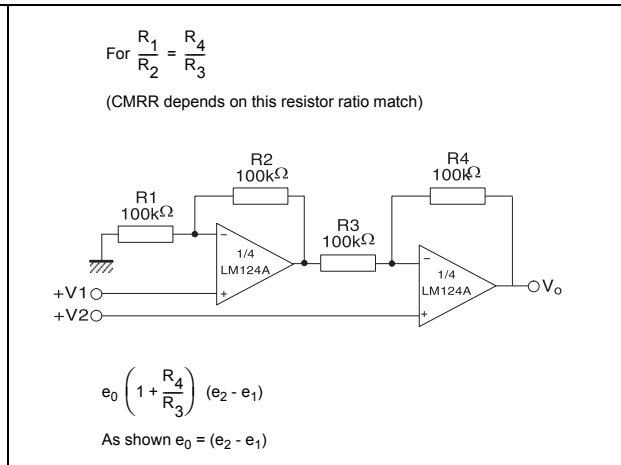 For R1/R2 = R4/R3
(CMRR depends on this resistor ratio match)
R1
100kΩ
R2
100kΩ
R3
100kΩ
R4
100kΩ
-
1/4
LM124A
+
-
1/4
LM124A
+
+V1
+V2
Vo
e0 (1 + R4/R3) (e2 - e1)
As shown e0 = (e2 - e1)